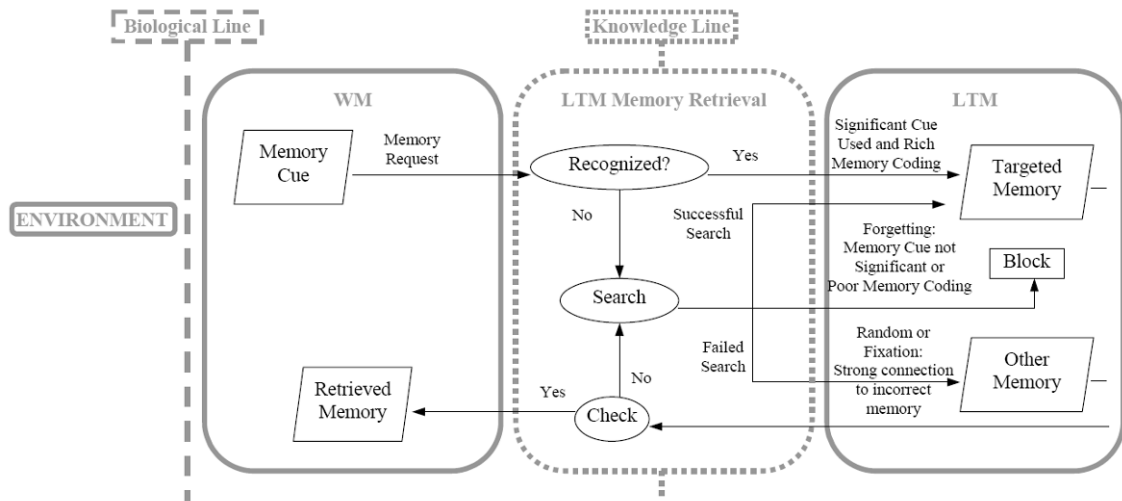 Biological Line
Knowledge Line
WM
LTM Memory Retrieval
LTM
Memory
Cue
Memory
Request
Recognized?
Yes
Significant Cue
Used and Rich
Memory Coding
Targeted
Memory
ENVIRONMENT
No
Successful
Search
Forgetting:
Memory Cue not
Significant or
Poor Memory Coding
Block
Search
Failed
Search
Random or
Fixation:
Strong connection
to incorrect
memory
Other
Memory
Retrieved
Memory
Yes
No
Check